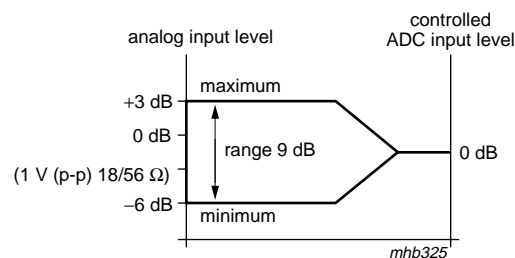 analog input level
controlled
ADC input level
maximum
+3 dB
0 dB
range 9 dB
0 dB
(1 V (p-p) 18/56 Ω)
−6 dB
minimum
mhb325